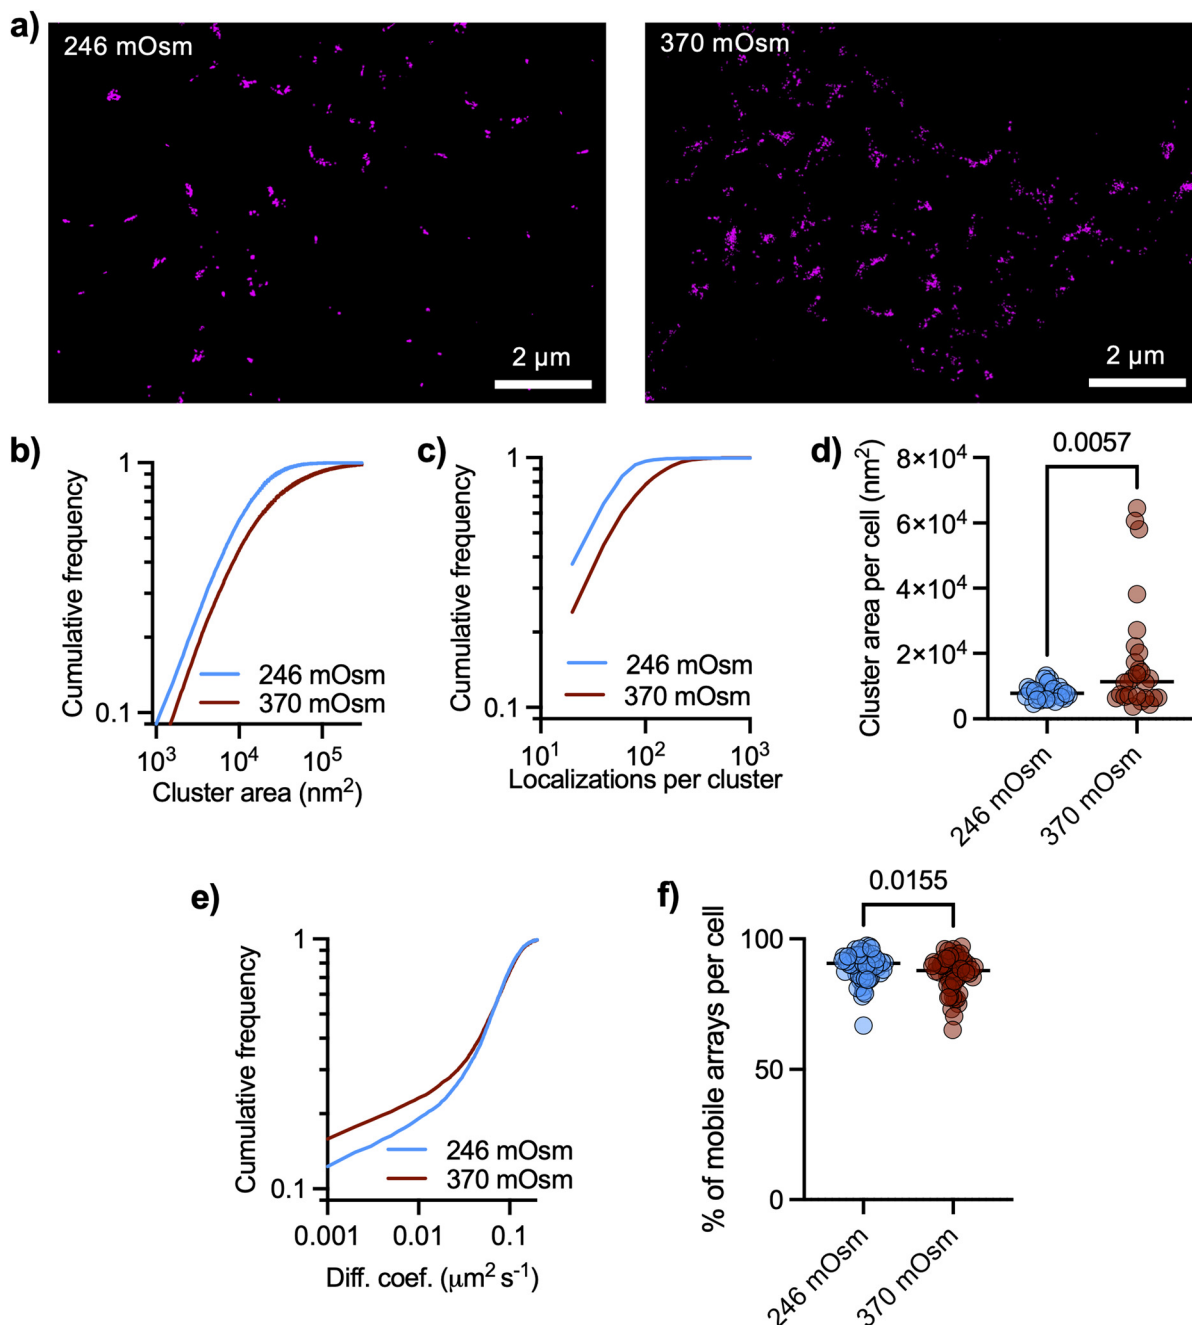 a)
246 mOsm
2 µm
370 mOsm
2 µm
b)
Cumulative frequency
1
0.1
246 mOsm
370 mOsm
10³
10⁴
10⁵
Cluster area (nm²)
c)
Cumulative frequency
1
0.1
246 mOsm
370 mOsm
10¹
10²
10³
Localizations per cluster
d)
Cluster area per cell (nm²)
0.0057
8×10⁴
6×10⁴
4×10⁴
2×10⁴
0
246 mOsm
370 mOsm
e)
Cumulative frequency
1
0.1
246 mOsm
370 mOsm
0.001
0.01
0.1
Diff. coef. (µm² s⁻¹)
f)
% of mobile arrays per cell
0.0155
100
50
0
246 mOsm
370 mOsm